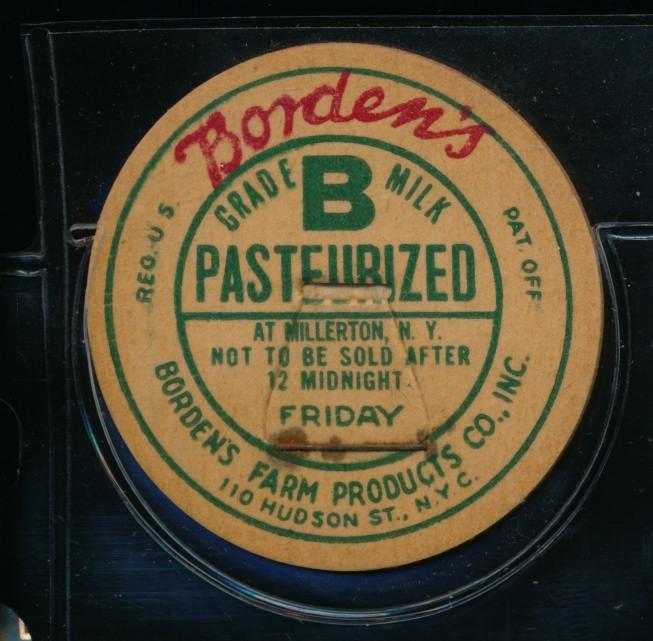 Borden's
REG. U.S. PAT. OFF.
GRADE B MILK
PASTEURIZED
AT MILLERTON, N. Y.
NOT TO BE SOLD AFTER
12 MIDNIGHT
FRIDAY
BORDEN'S FARM PRODUCTS CO., INC.
110 HUDSON ST., N.Y.C.